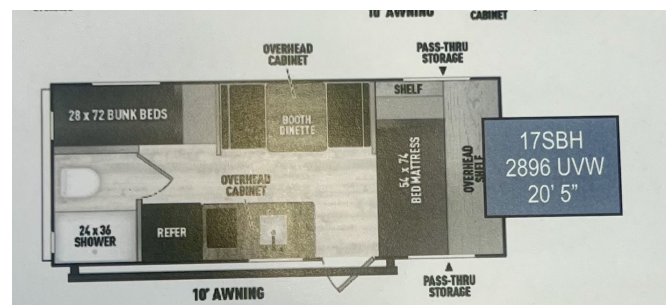 10' AWNING
CABINET
OVERHEAD
CABINET
PASS-THRU
STORAGE
28 x 72 BUNK BEDS
BOOTH
DINETTE
SHELF
54 x 74
BED MATTRESS
OVERHEAD
SHELF
17SBH
2896 UVW
20' 5"
OVERHEAD
CABINET
24 x 36
SHOWER
REFER
10' AWNING
PASS-THRU
STORAGE